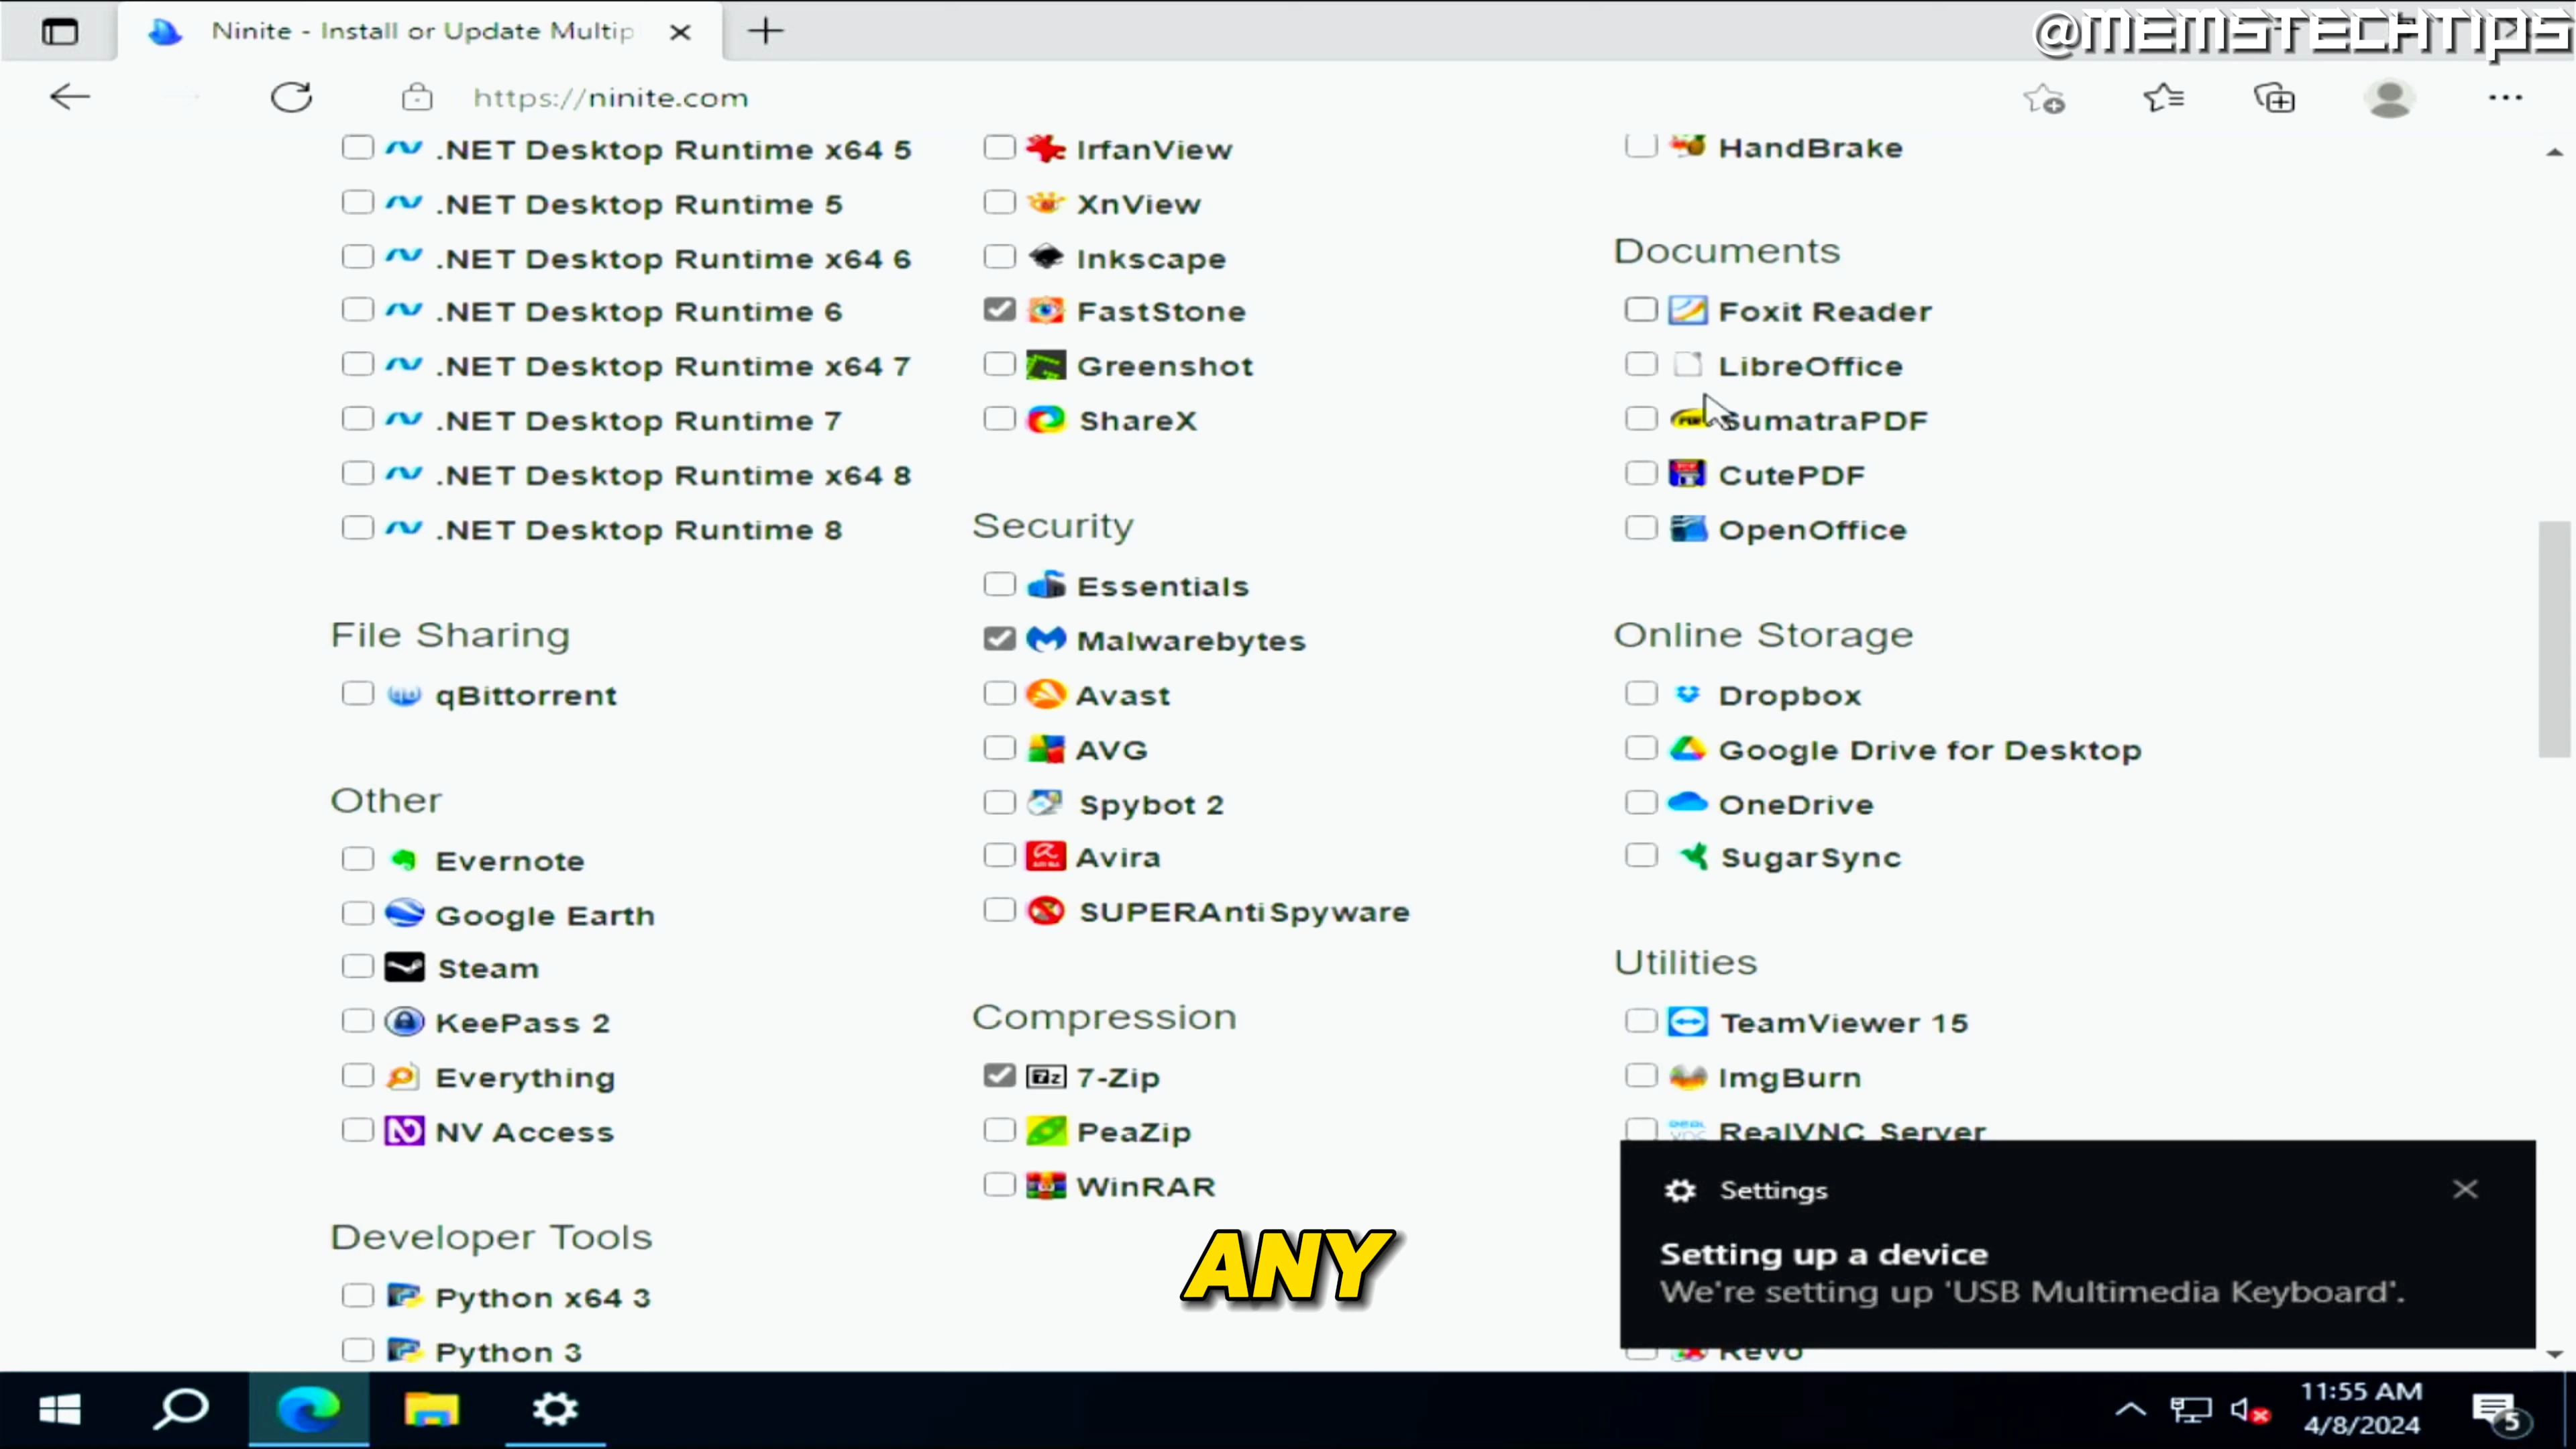 Ninite - Install or Update Multip
@MEMSTECHTIPS
https://ninite.com
.NET Desktop Runtime x64 5
.NET Desktop Runtime 5
.NET Desktop Runtime x64 6
.NET Desktop Runtime 6
.NET Desktop Runtime x64 7
.NET Desktop Runtime 7
.NET Desktop Runtime x64 8
.NET Desktop Runtime 8
File Sharing
qBittorrent
Other
Evernote
Google Earth
Steam
KeePass 2
Everything
NV Access
Developer Tools
Python x64 3
Python 3
IrfanView
XnView
Inkscape
FastStone
Greenshot
ShareX
Security
Essentials
Malwarebytes
Avast
AVG
Spybot 2
Avira
SUPERAntiSpyware
Compression
7-Zip
PeaZip
WinRAR
ANY
HandBrake
Documents
Foxit Reader
LibreOffice
SumatraPDF
CutePDF
OpenOffice
Online Storage
Dropbox
Google Drive for Desktop
OneDrive
SugarSync
Utilities
TeamViewer 15
ImgBurn
RealVNC Server
Revo
Settings
Setting up a device
We're setting up 'USB Multimedia Keyboard'.
11:55 AM
4/8/2024
5